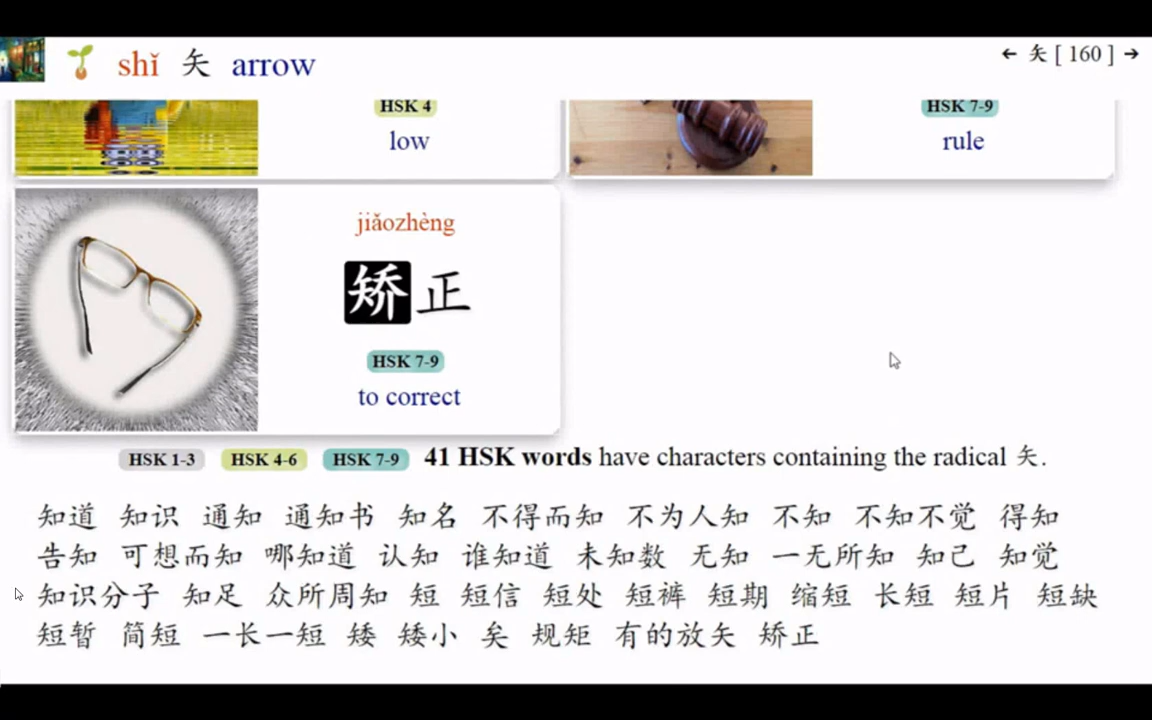 shǐ 矢 arrow
← 矢 [ 160 ] →
HSK 4
low
HSK 7-9
rule
jiǎozhèng
矫正
HSK 7-9
to correct
HSK 1-3 HSK 4-6 HSK 7-9 41 HSK words have characters containing the radical 矢.
知道 知识 通知 通知书 知名 不得而知 不为人知 不知 不知不觉 得知
告知 可想而知 哪知道 认知 谁知道 未知数 无知 一无所知 知己 知觉
知识分子 知足 众所周知 短 短信 短处 短裤 短期 缩短 长短 短片 短缺
短暂 简短 一长一短 矮 矮小 矣 规矩 有的放矢 矫正